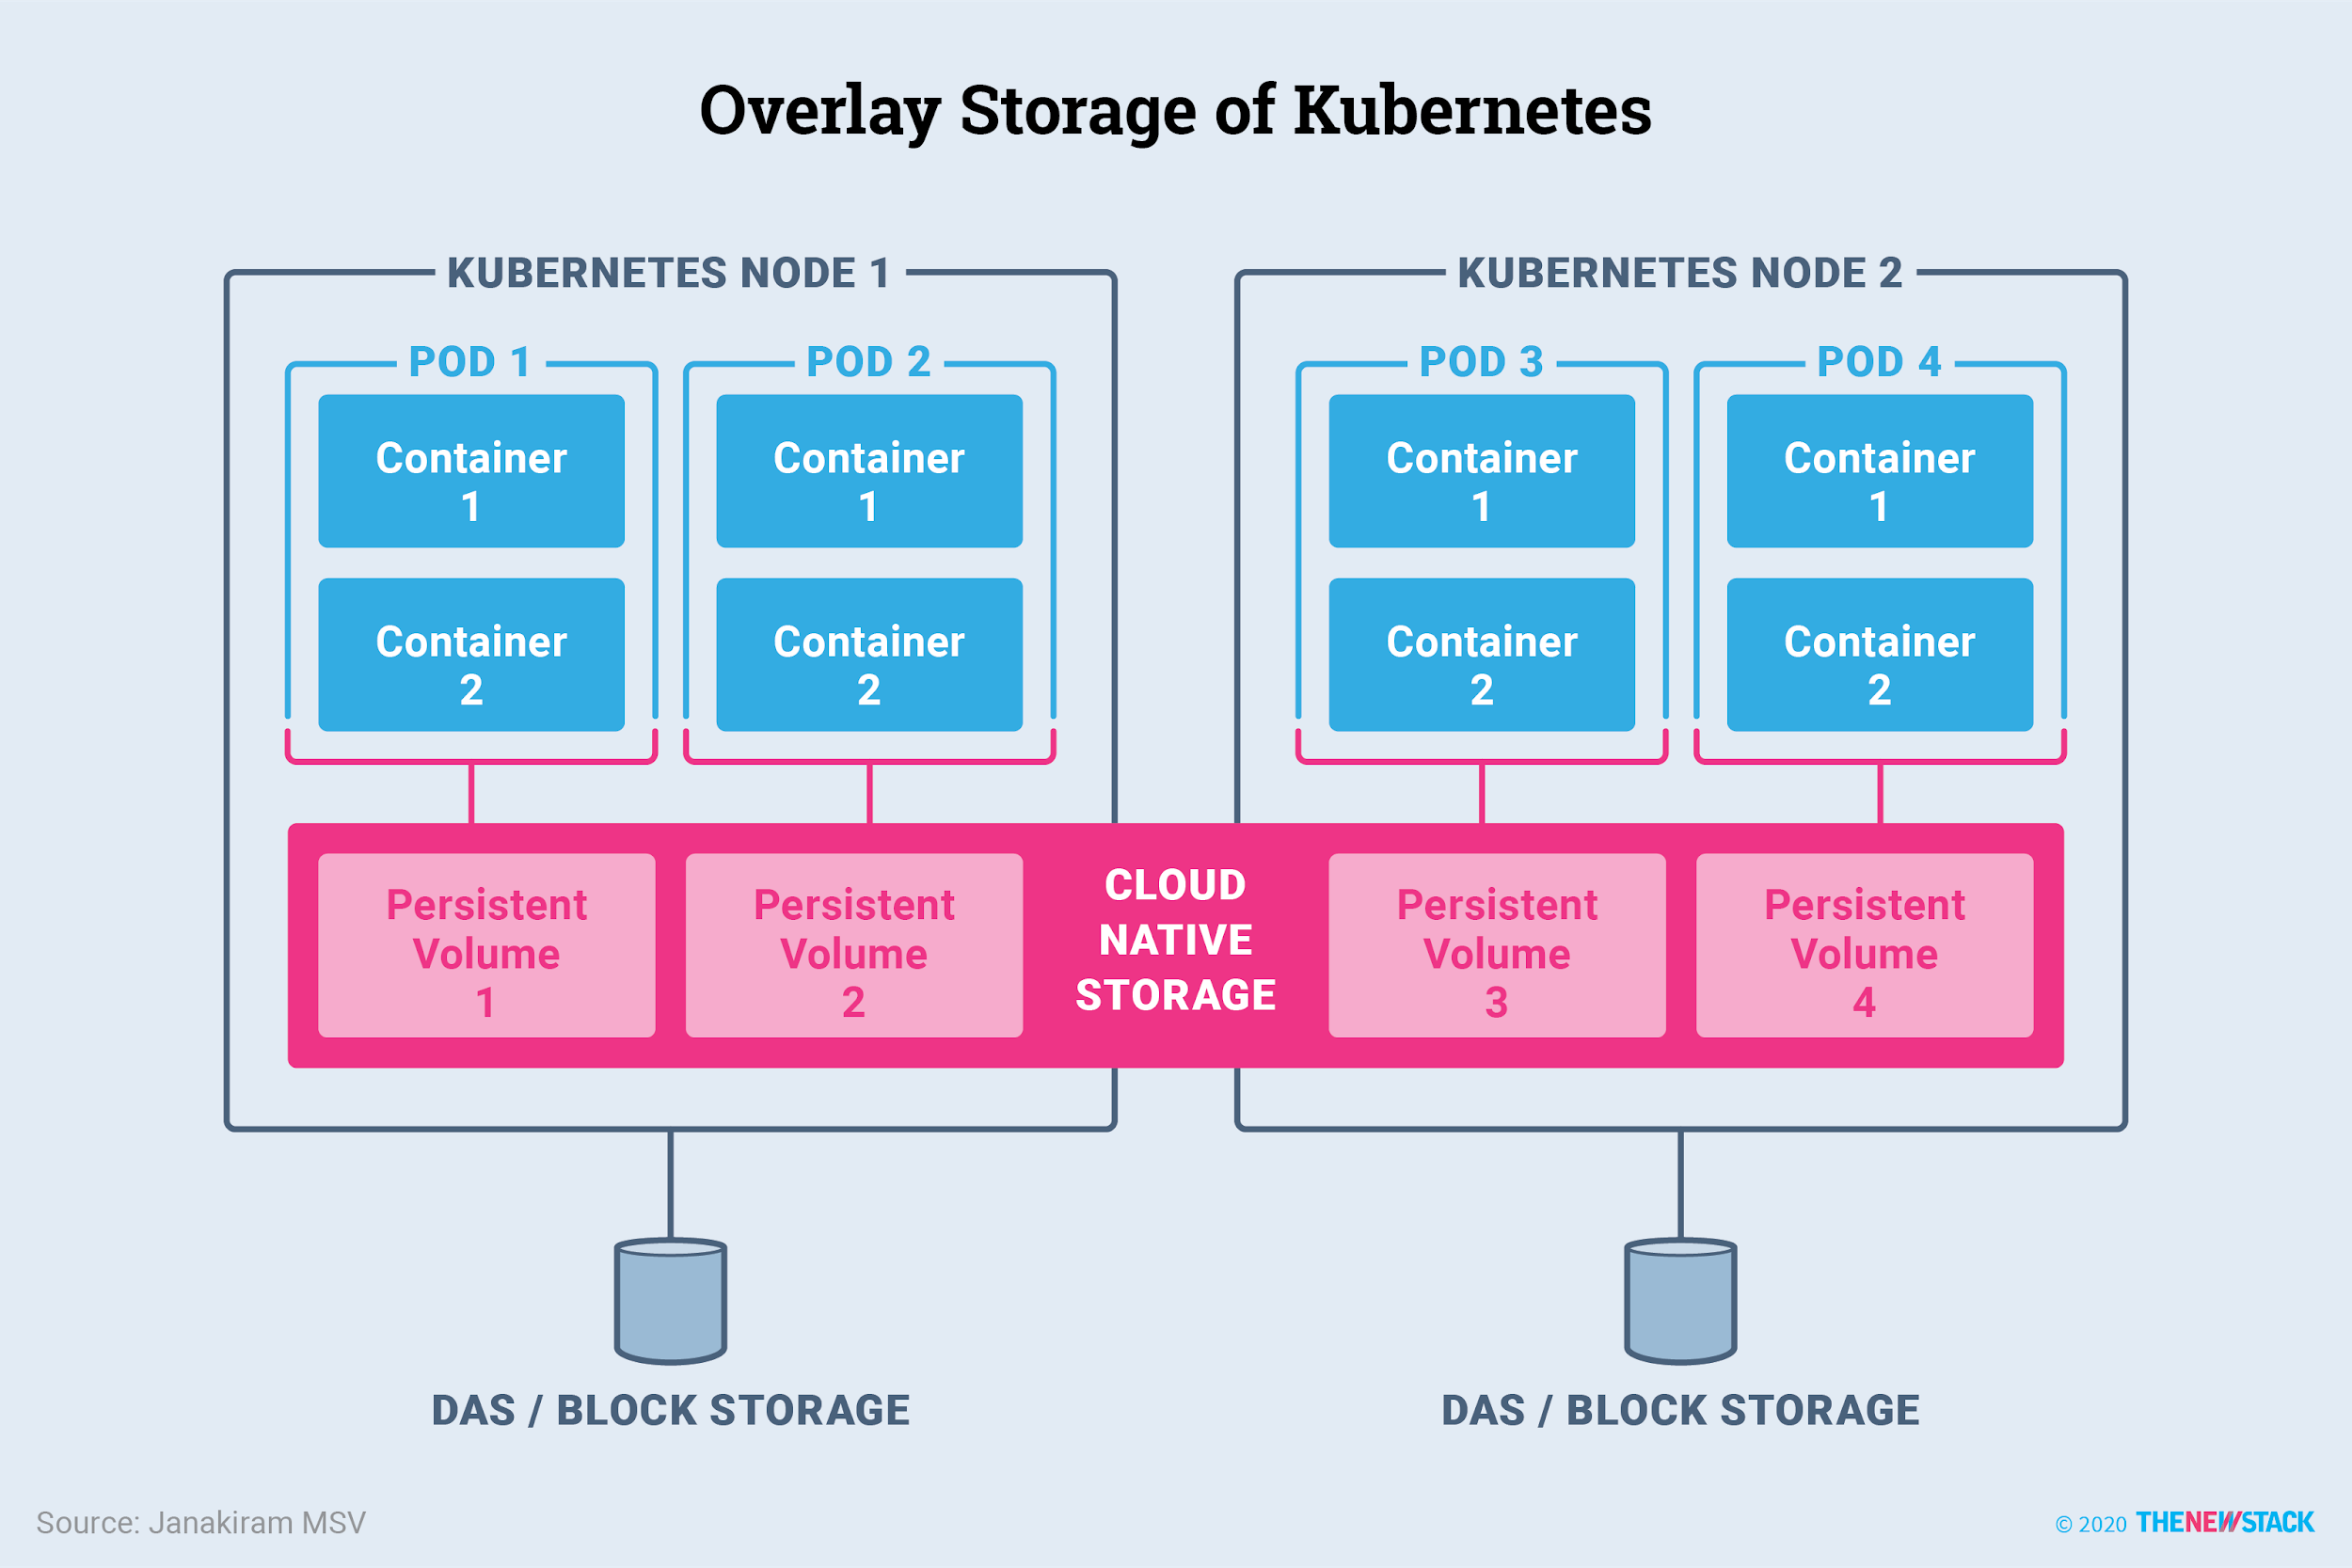 Overlay Storage of Kubernetes
KUBERNETES NODE 1
KUBERNETES NODE 2
POD 1
POD 2
POD 3
POD 4
Container
1
Container
1
Container
1
Container
1
Container
2
Container
2
Container
2
Container
2
Persistent
Volume
1
Persistent
Volume
2
CLOUD
NATIVE
STORAGE
Persistent
Volume
3
Persistent
Volume
4
DAS / BLOCK STORAGE
DAS / BLOCK STORAGE
Source: Janakiram MSV
© 2020 THENEWSTACK